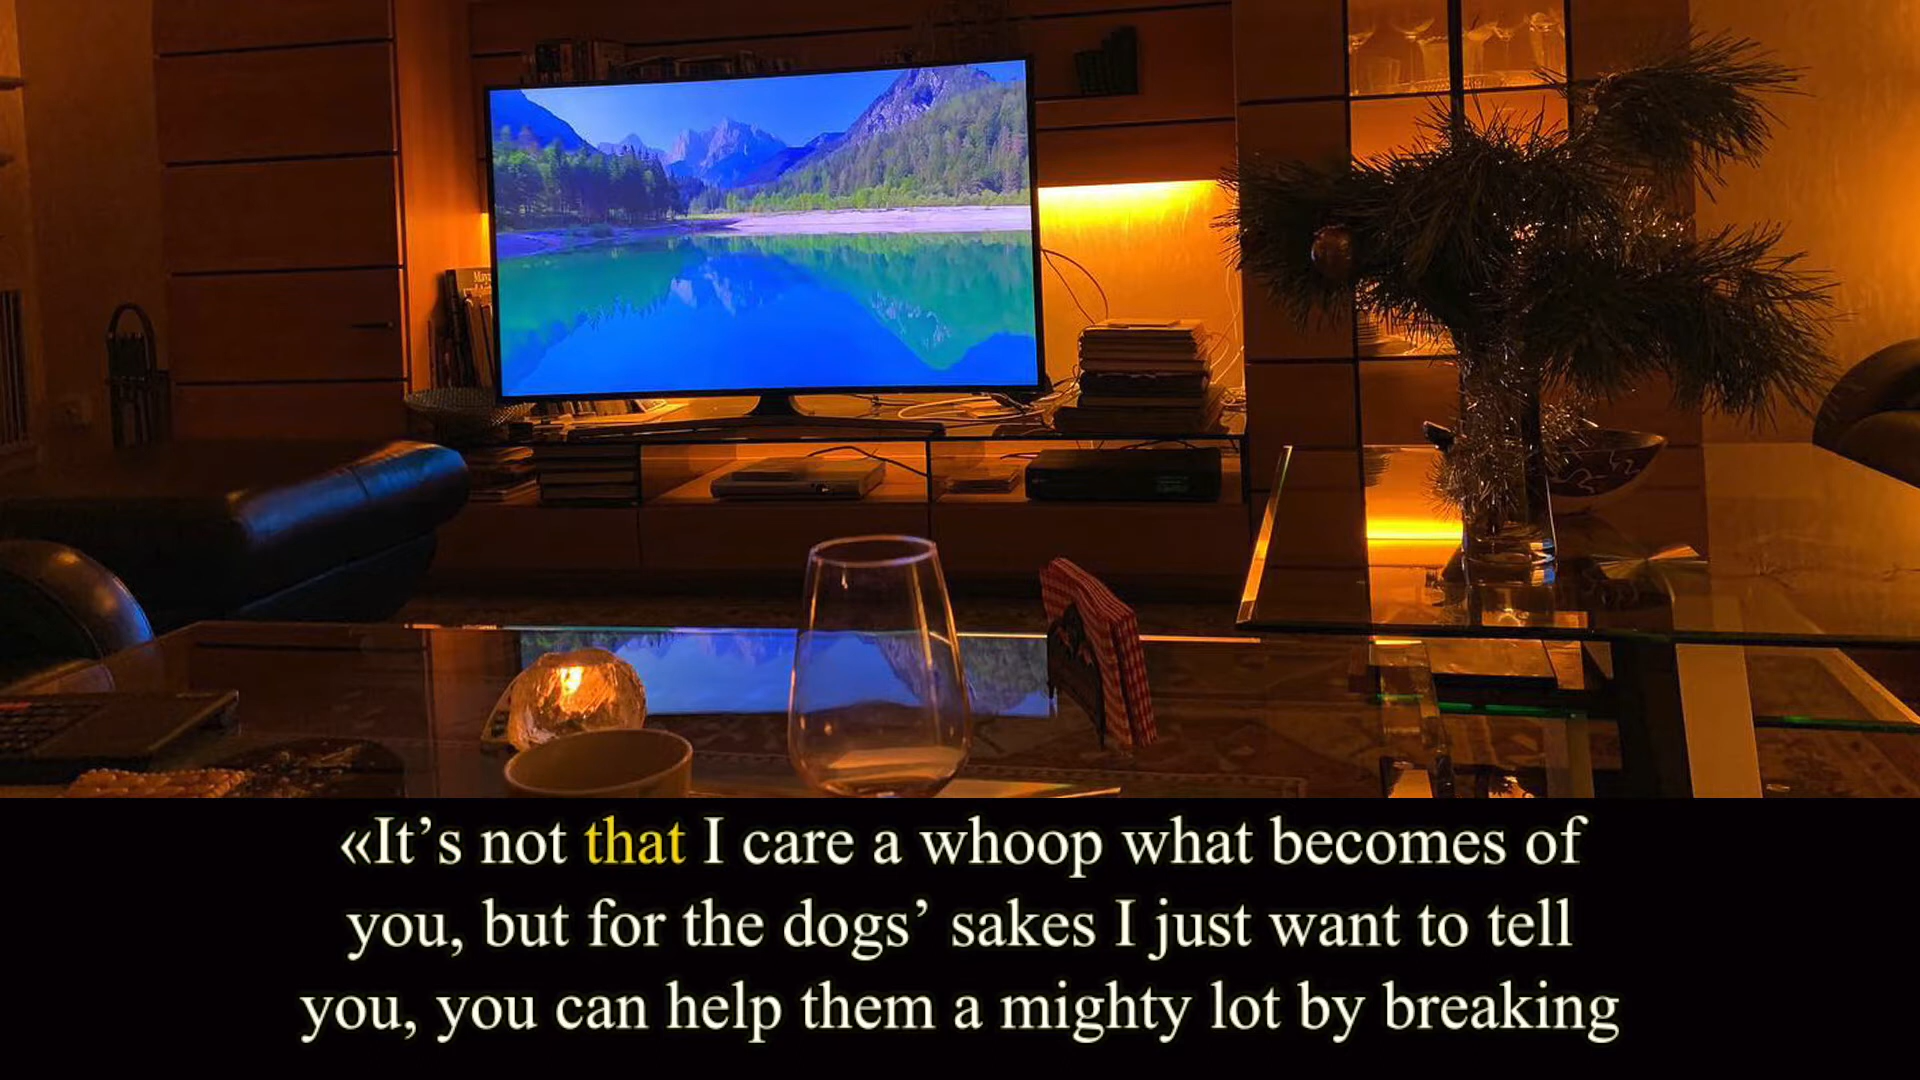 «It’s not that I care a whoop what becomes of
you, but for the dogs’ sakes I just want to tell
you, you can help them a mighty lot by breaking